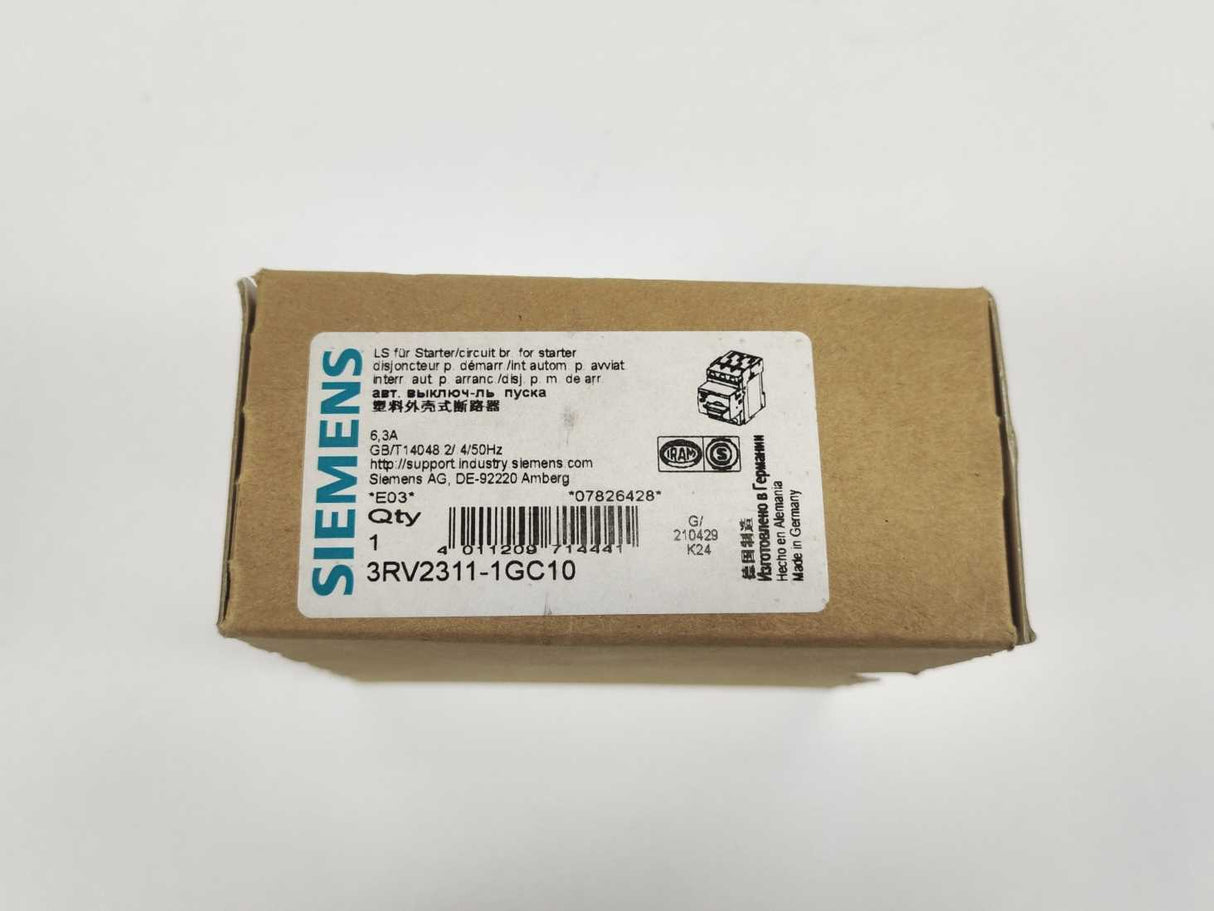 SIEMENS
LS für Starter/circuit br. for starter
disjoncteur p. démarr./int.autom. p. avviat
interr. aut. p. arranc./disj. p. m. de arr.
авт. выключ-ль пуска
塑料外壳式断路器
6,3A
GB/T14048.2/.4/50Hz
http://support.industry.siemens.com
Siemens AG, DE-92220 Amberg
*E03* *07826428*
Qty
1
4 011209 714441
3RV2311-1GC10
IRAM
S
G/
210429
K24
德国制造
Изготовлено в Германии
Hecho en Alemania
Made in Germany